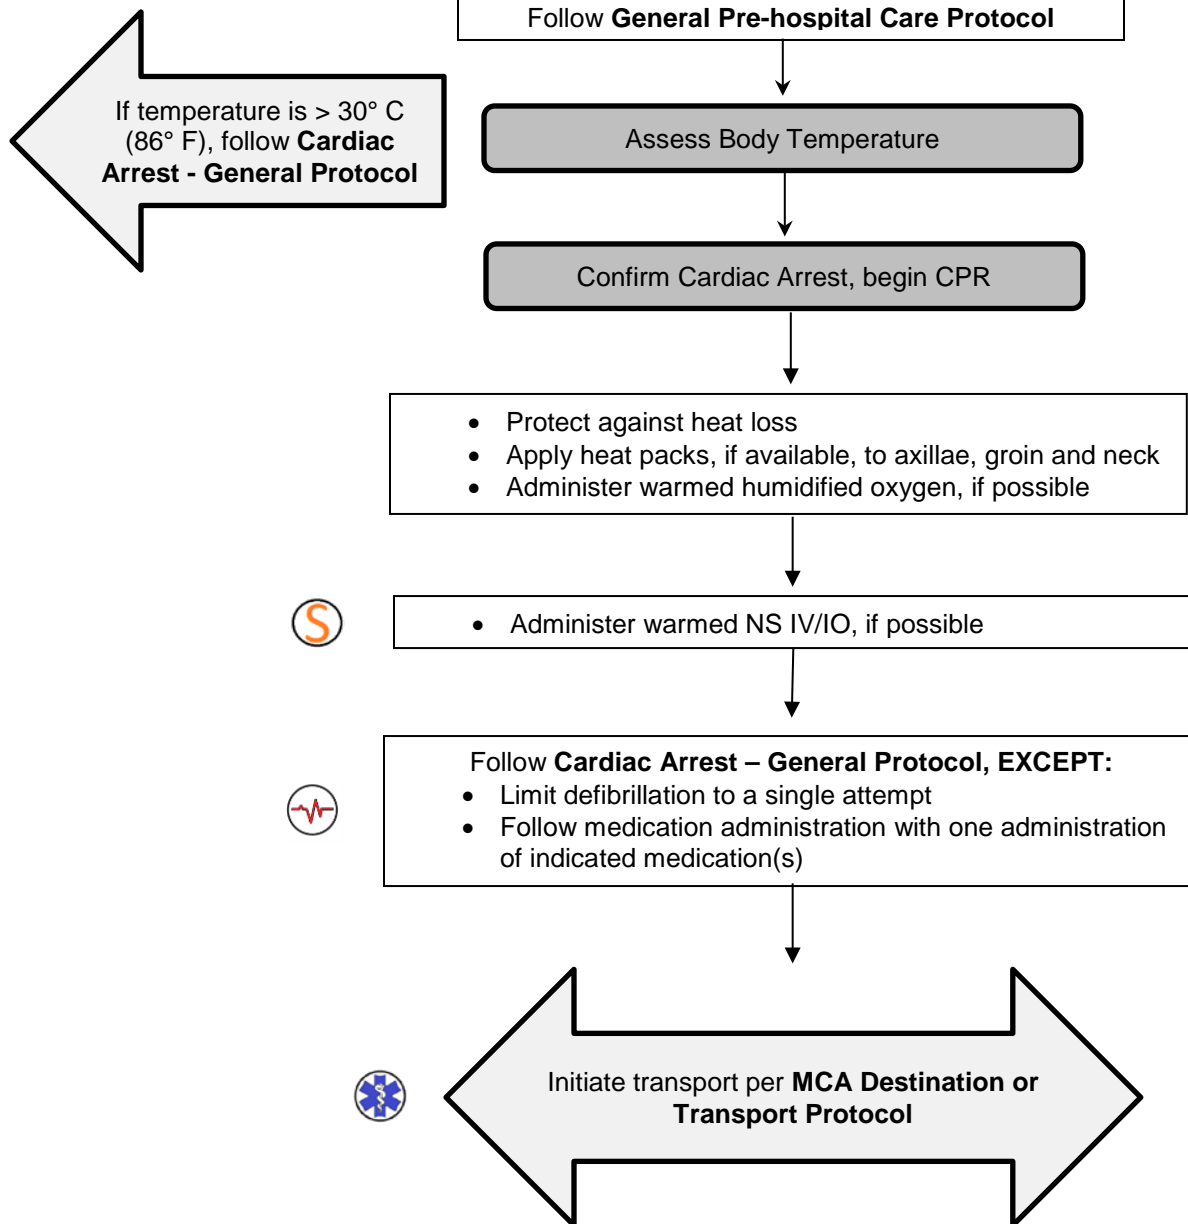 Follow General Pre-hospital Care Protocol
If temperature is > 30° C
(86° F), follow Cardiac
Arrest - General Protocol
Assess Body Temperature
Confirm Cardiac Arrest, begin CPR
• Protect against heat loss
• Apply heat packs, if available, to axillae, groin and neck
• Administer warmed humidified oxygen, if possible
S
• Administer warmed NS IV/IO, if possible
Follow Cardiac Arrest – General Protocol, EXCEPT:
• Limit defibrillation to a single attempt
• Follow medication administration with one administration
of indicated medication(s)
Initiate transport per MCA Destination or
Transport Protocol